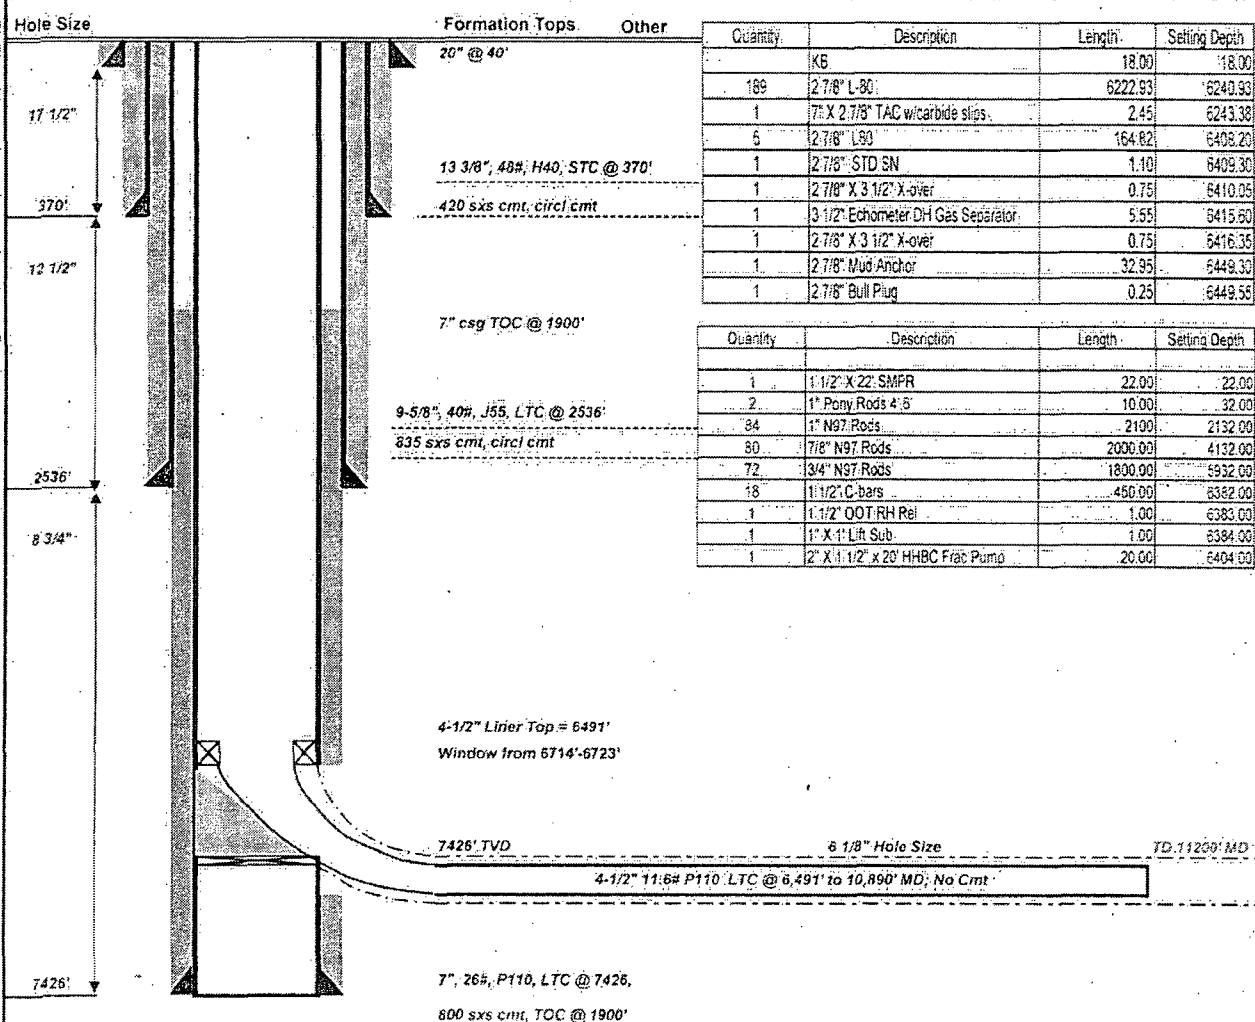 Hole Size
Formation Tops Other
20" @ 40'
17 1/2"
13 3/8", 48#, H40, STC @ 370'
370'
420 sxs cmt, circl cmt
12 1/2"
7" csg TOC @ 1900'
9-5/8", 40#, J55, LTC @ 2536'
835 sxs cmt, circl cmt
2536'
8 3/4"
4-1/2" Liner Top = 6491'
Window from 6714'-6723'
7426' TVD
6 1/8" Hole Size
TD 11200' MD
4-1/2" 11.6# P110 LTC @ 6,491' to 10,890' MD; No Cmt
7426'
7", 26#, P110, LTC @ 7426,
800 sxs cmt, TOC @ 1900'
Quantity Description Length Setting Depth
KB 18.00 18.00
189 2 7/8" L-80 6222.93 6240.93
1 7" X 2 7/8" TAC w/carbide slips 2.45 6243.38
2 7/8" L80 164.82 6408.20
1 2 7/8" STD SN 1.10 6409.30
1 2 7/8" X 3 1/2" X-over 0.75 6410.05
1 3 1/2" Echometer DH Gas Separator 5.55 6415.60
1 2 7/8" X 3 1/2" X-over 0.75 6416.35
1 2 7/8" Mud Anchor 32.95 6449.30
1 2 7/8" Bull Plug 0.25 6449.55
Quantity Description Length Setting Depth
1 1 1/2" X 22' SMPR 22.00 22.00
2 1" Pony Rods 4' 6' 10.00 32.00
84 1" N97 Rods 2100 2132.00
80 7/8" N97 Rods 2000.00 4132.00
72 3/4" N97 Rods 1800.00 5932.00
18 1 1/2" C-bars 450.00 6382.00
1 1 1/2" OOT RH Rel 1.00 6383.00
1 1" X 1' Lift Sub 1.00 6384.00
1 2" X 1 1/2" x 20' HHBC Frac Pump 20.00 6404.00